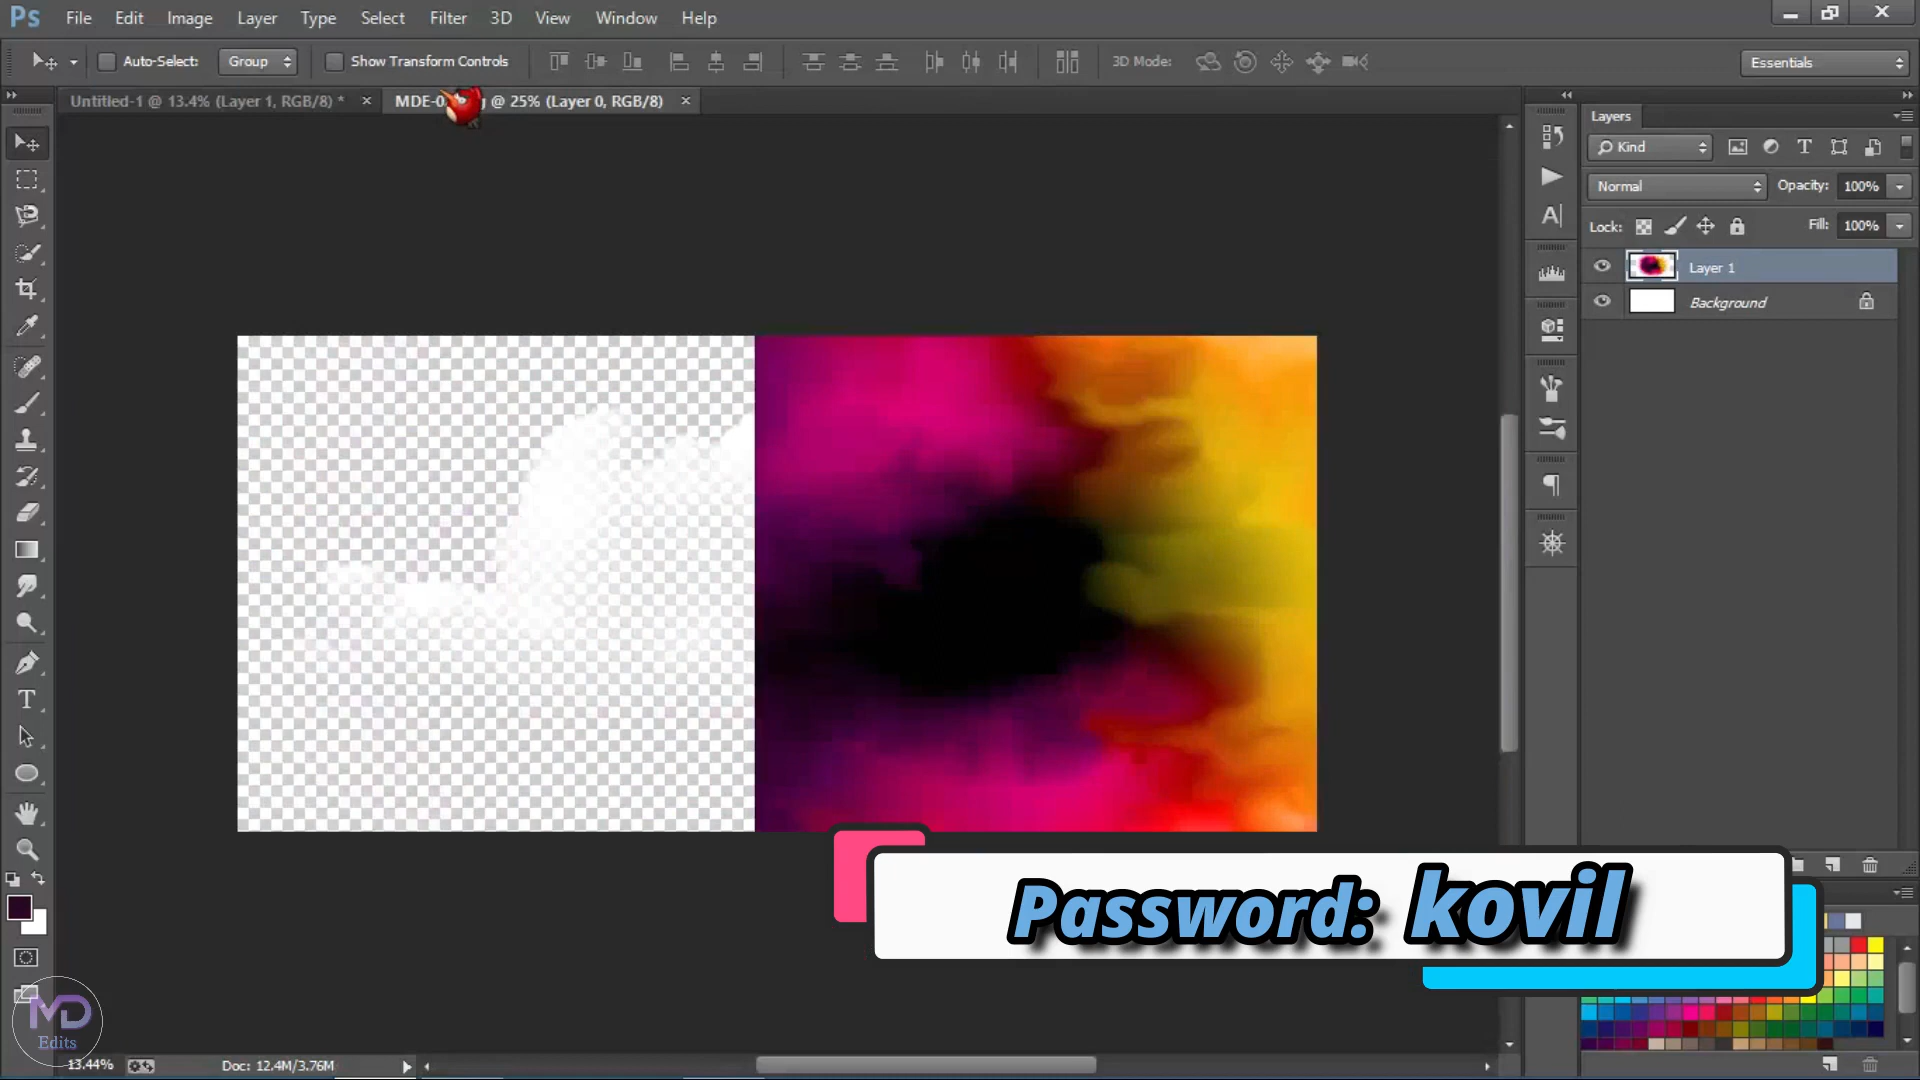 Ps File Edit Image Layer Type Select Filter 3D View Window Help
Auto-Select: Group Show Transform Controls 3D Mode: Essentials
Untitled-1 @ 13.4% (Layer 1, RGB/8) * × @ 25% (Layer 0, RGB/8) ×
Layers
Kind
Normal Opacity: 100%
Lock: Fill: 100%
Layer 1
Background
Password: kovil
MD
Edits
13.44% Doc: 12.4M/3.76M